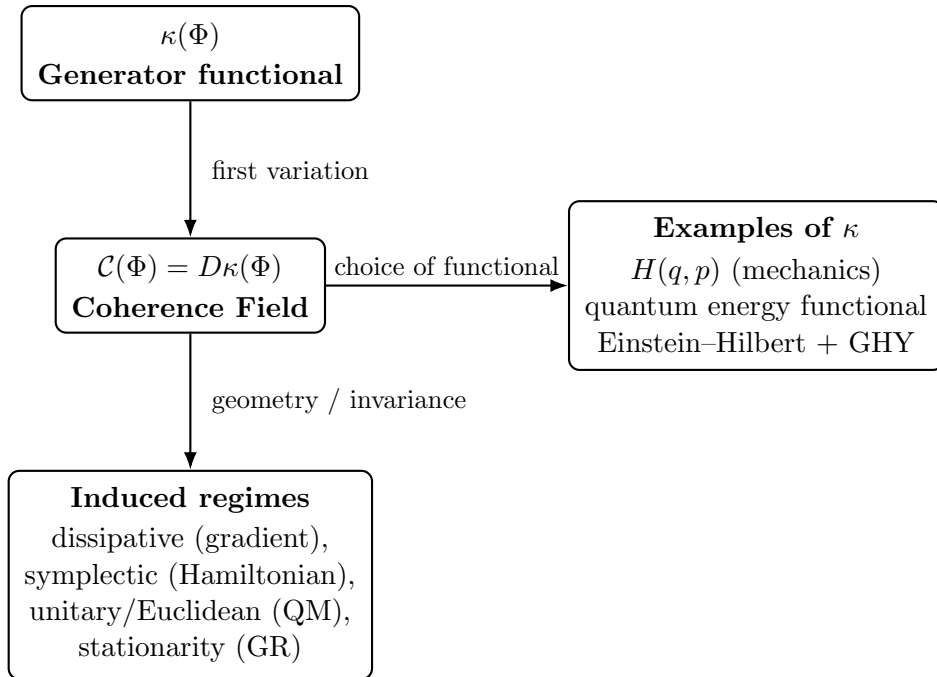 κ(Φ)
Generator functional
first variation
C(Φ) = Dκ(Φ)
Coherence Field
choice of functional
Examples of κ
H(q, p) (mechanics)
quantum energy functional
Einstein–Hilbert + GHY
geometry / invariance
Induced regimes
dissipative (gradient),
symplectic (Hamiltonian),
unitary/Euclidean (QM),
stationarity (GR)